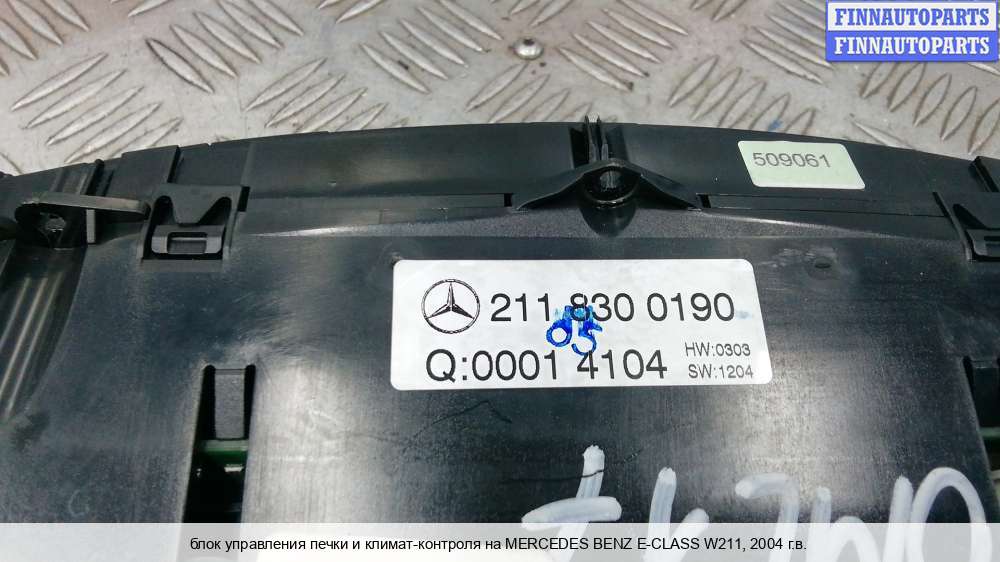 FINNAUTOPARTS
FINNAUTOPARTS
509061
211 830 0190
05
Q:0001 4104
HW:0303
SW:1204
блок управления печки и климат-контроля на MERCEDES BENZ E-CLASS W211, 2004 г.в.